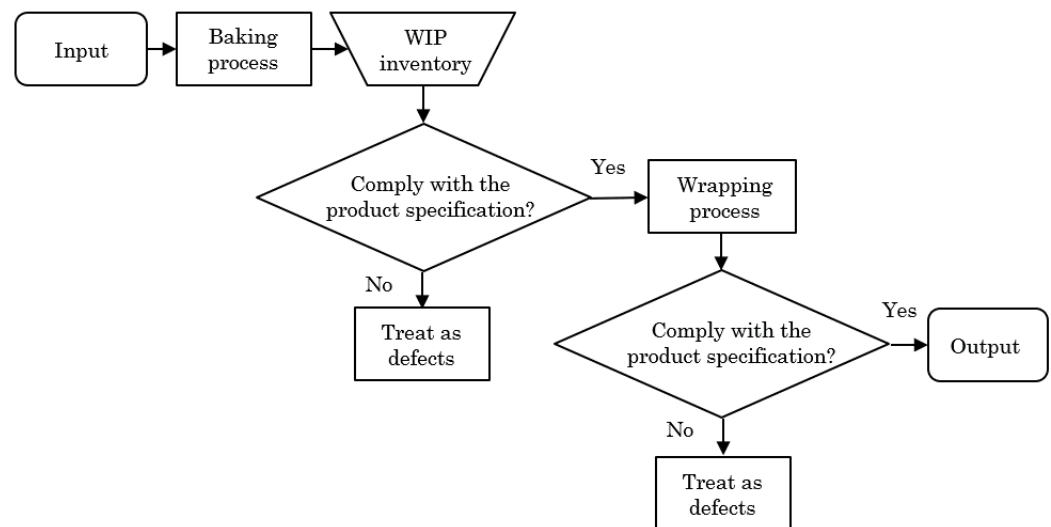 Input
Baking
process
WIP
inventory
Comply with the
product specification?
Yes
Wrapping
process
No
Treat as
defects
Comply with the
product specification?
Yes
Output
No
Treat as
defects